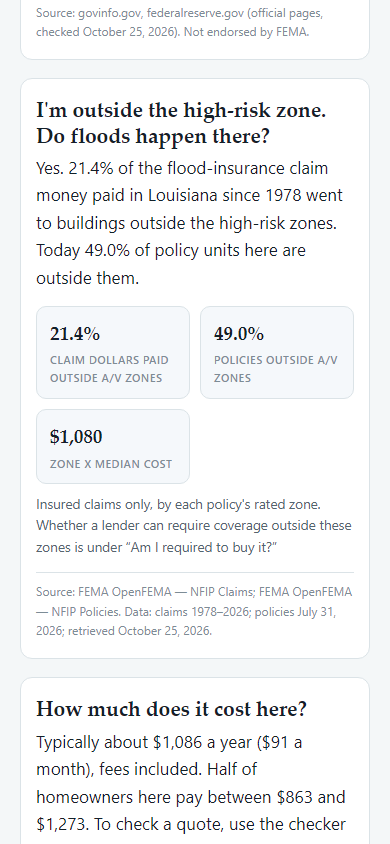 Source: govinfo.gov, federalreserve.gov (official pages,
checked October 25, 2026). Not endorsed by FEMA.
I'm outside the high-risk zone.
Do floods happen there?
Yes. 21.4% of the flood-insurance claim
money paid in Louisiana since 1978 went
to buildings outside the high-risk zones.
Today 49.0% of policy units here are
outside them.
21.4%
CLAIM DOLLARS PAID
OUTSIDE A/V ZONES
49.0%
POLICIES OUTSIDE A/V
ZONES
$1,080
ZONE X MEDIAN COST
Insured claims only, by each policy's rated zone.
Whether a lender can require coverage outside these
zones is under “Am I required to buy it?”
Source: FEMA OpenFEMA — NFIP Claims; FEMA OpenFEMA
— NFIP Policies. Data: claims 1978–2026; policies July 31,
2026; retrieved October 25, 2026.
How much does it cost here?
Typically about $1,086 a year ($91 a
month), fees included. Half of
homeowners here pay between $863 and
$1,273. To check a quote, use the checker